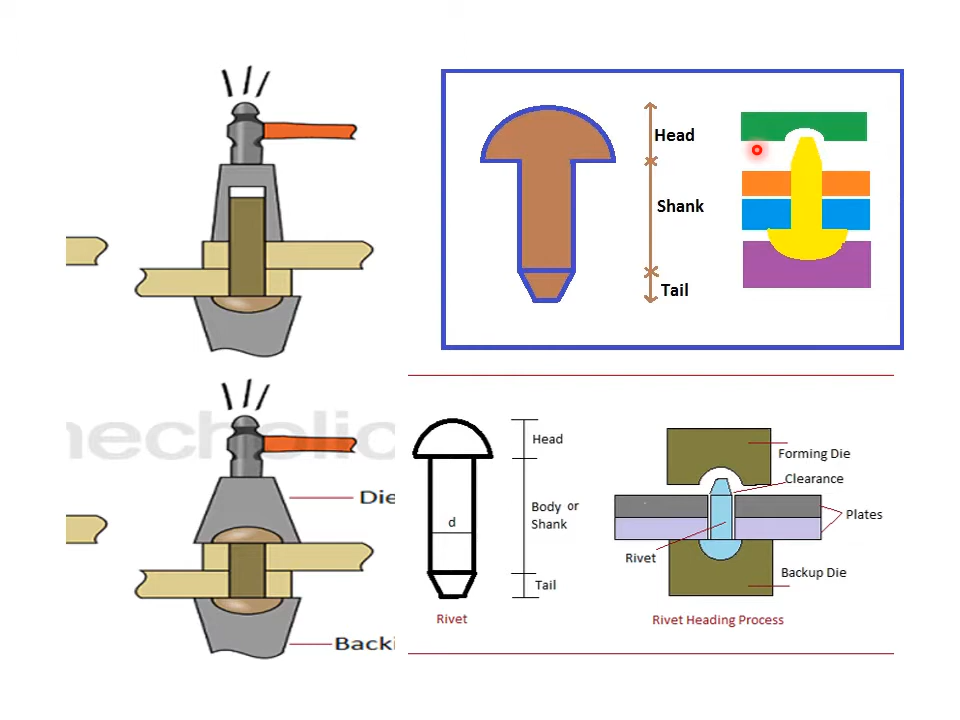 Head
Shank
Tail
necholic
Die
Backi
Head
Body or
Shank
d
Tail
Rivet
Forming Die
Clearance
Plates
Rivet
Backup Die
Rivet Heading Process